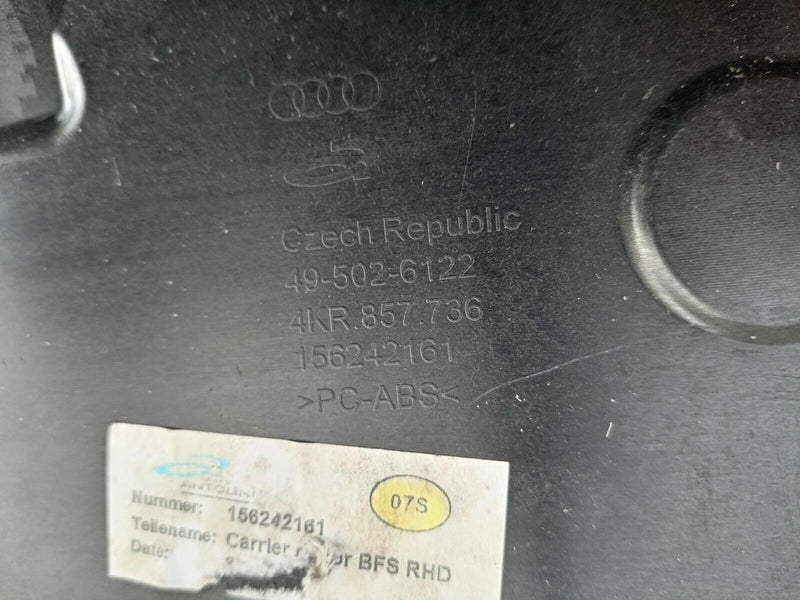 Czech Republic
49-502-6122
4KR.857.736
156242161
>PC-ABS<
ANTOLIN
07S
Nummer: 156242161
Teilename: Carrier BFS RHD
Date: